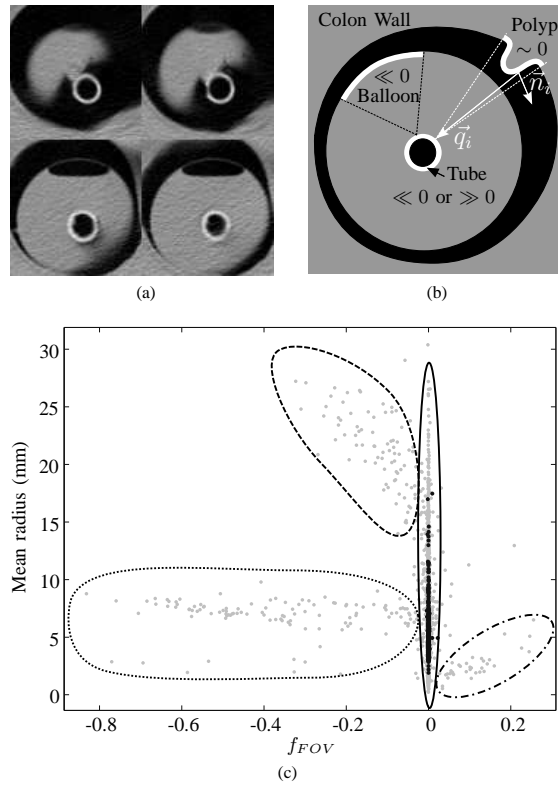 Colon Wall
Polyp
∼ 0
≪ 0
Balloon
n⃗ᵢ
q⃗ᵢ
Tube
≪ 0 or ≫ 0
(a)
(b)
30
25
20
15
10
5
0
Mean radius (mm)
-0.8 -0.6 -0.4 -0.2 0 0.2
f_FOV
(c)